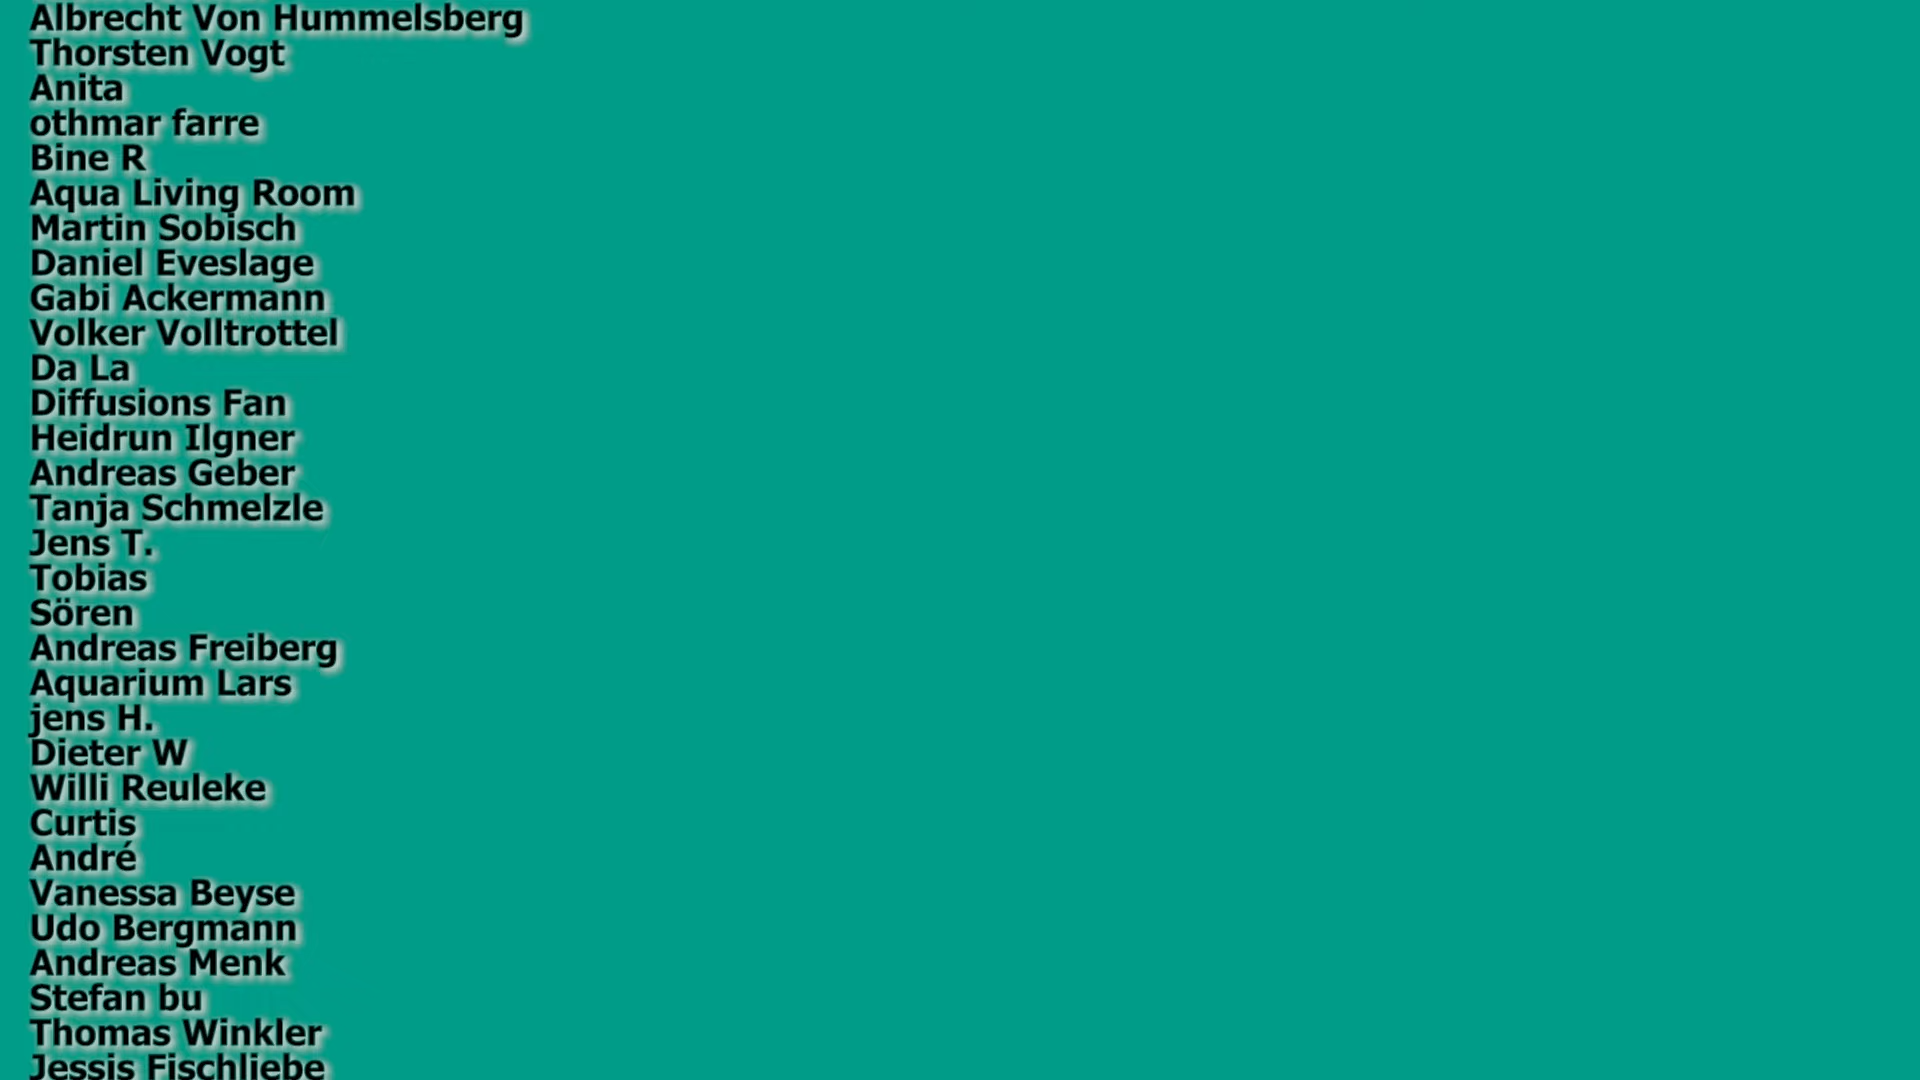 Albrecht Von Hummelsberg
Thorsten Vogt
Anita
othmar farre
Bine R
Aqua Living Room
Martin Sobisch
Daniel Eveslage
Gabi Ackermann
Volker Volltrottel
Da La
Diffusions Fan
Heidrun Ilgner
Andreas Geber
Tanja Schmelzle
Jens T.
Tobias
Sören
Andreas Freiberg
Aquarium Lars
jens H.
Dieter W
Willi Reuleke
Curtis
André
Vanessa Beyse
Udo Bergmann
Andreas Menk
Stefan bu
Thomas Winkler
Jessis Fischliebe